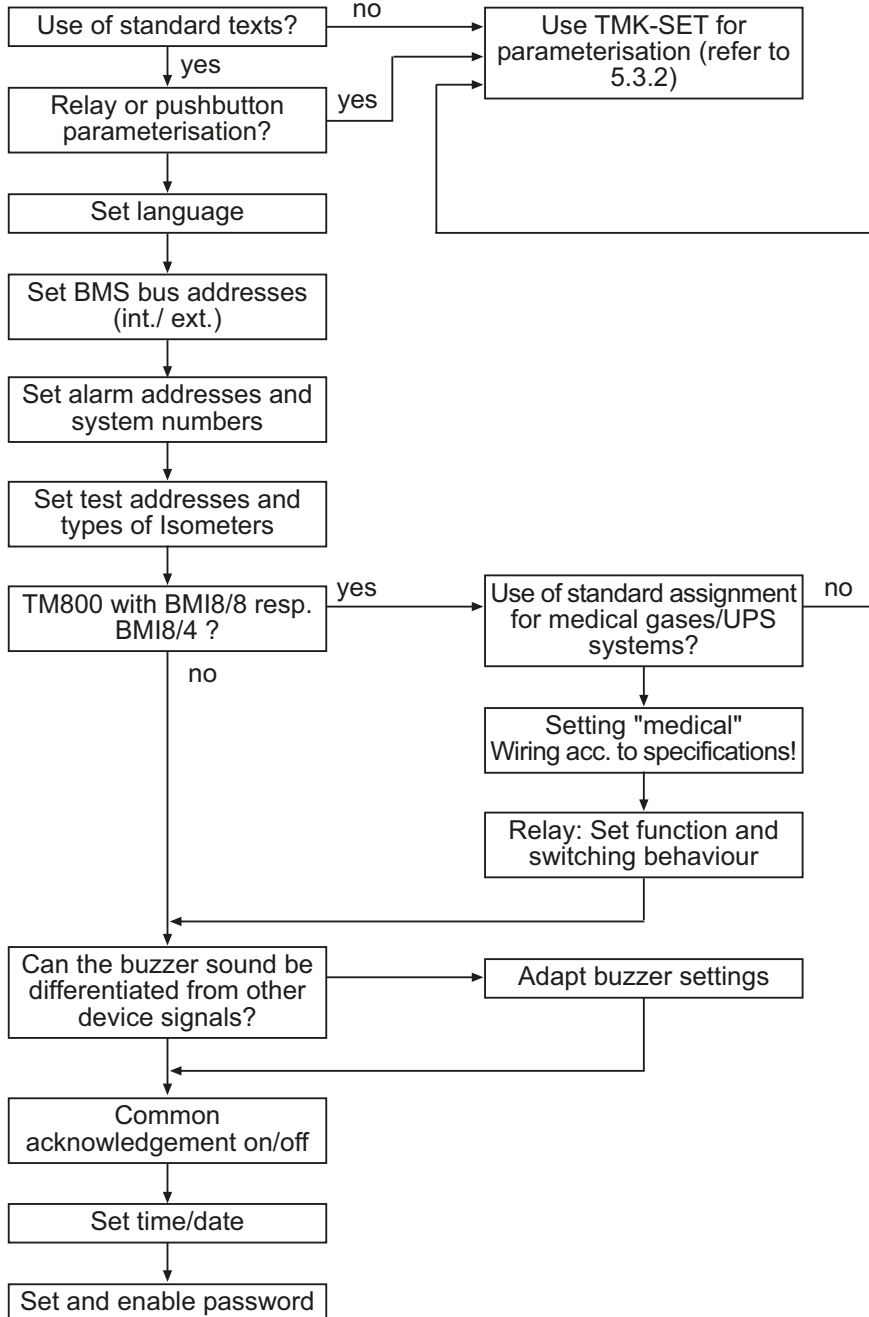 no
Use of standard texts?
Use TMK-SET for
parameterisation (refer to
5.3.2)
yes
Relay or pushbutton
parameterisation?
yes
Set language
Set BMS bus addresses
(int./ ext.)
Set alarm addresses and
system numbers
Set test addresses and
types of Isometers
TM800 with BMI8/8 resp.
BMI8/4 ?
yes
Use of standard assignment
for medical gases/UPS
systems?
no
no
Setting "medical"
Wiring acc. to specifications!
Relay: Set function and
switching behaviour
Can the buzzer sound be
differentiated from other
device signals?
Adapt buzzer settings
Common
acknowledgement on/off
Set time/date
Set and enable password